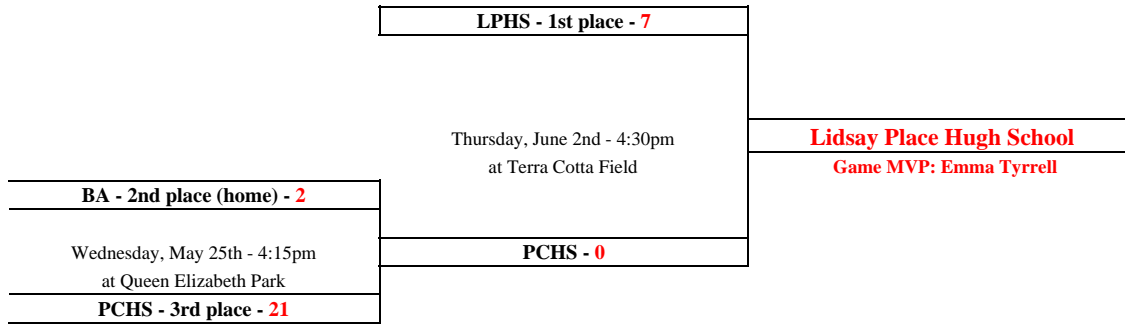 LPHS - 1st place - 7
Thursday, June 2nd - 4:30pm
at Terra Cotta Field
Lidsay Place Hugh School
Game MVP: Emma Tyrrell
BA - 2nd place (home) - 2
Wednesday, May 25th - 4:15pm
at Queen Elizabeth Park
PCHS - 0
PCHS - 3rd place - 21